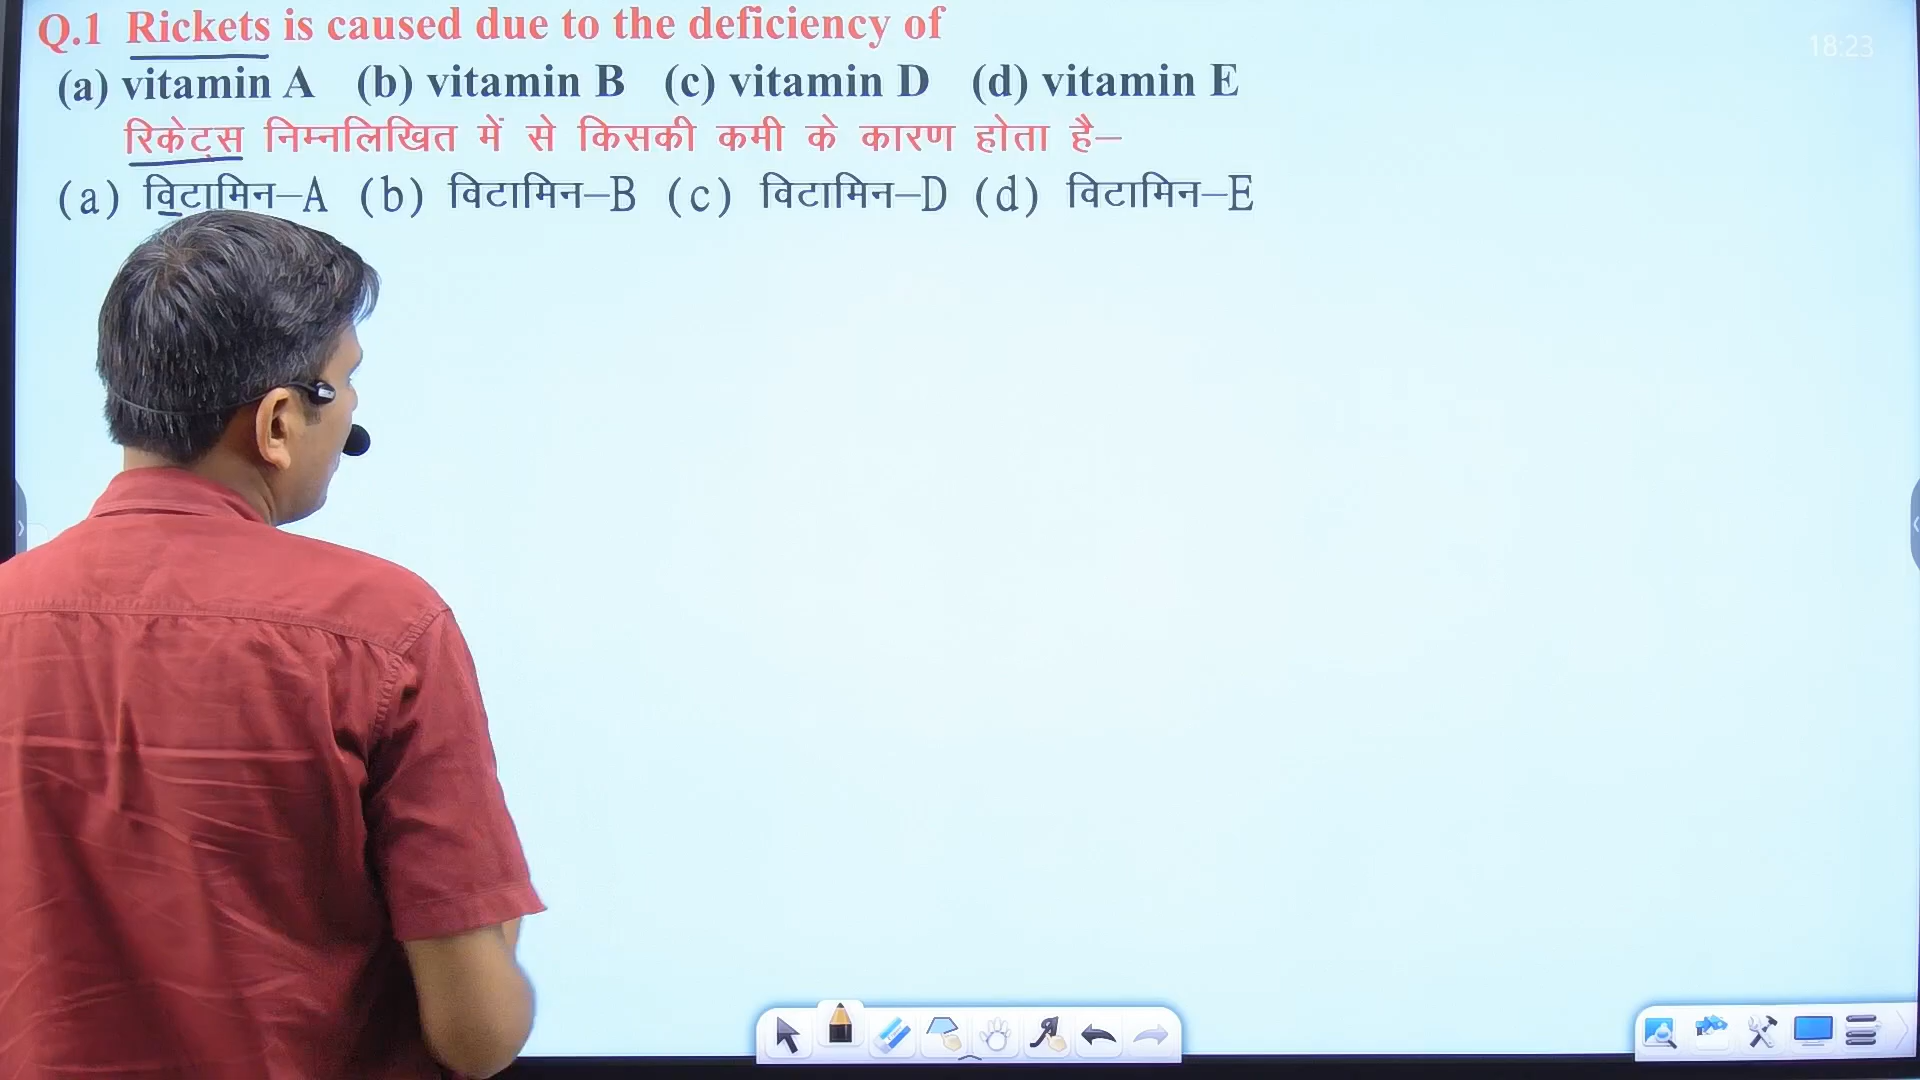 18:23
Q.1 Rickets is caused due to the deficiency of
(a) vitamin A (b) vitamin B (c) vitamin D (d) vitamin E
रिकेट्स निम्नलिखित में से किसकी कमी के कारण होता है–
(a) विटामिन–A (b) विटामिन–B (c) विटामिन–D (d) विटामिन–E